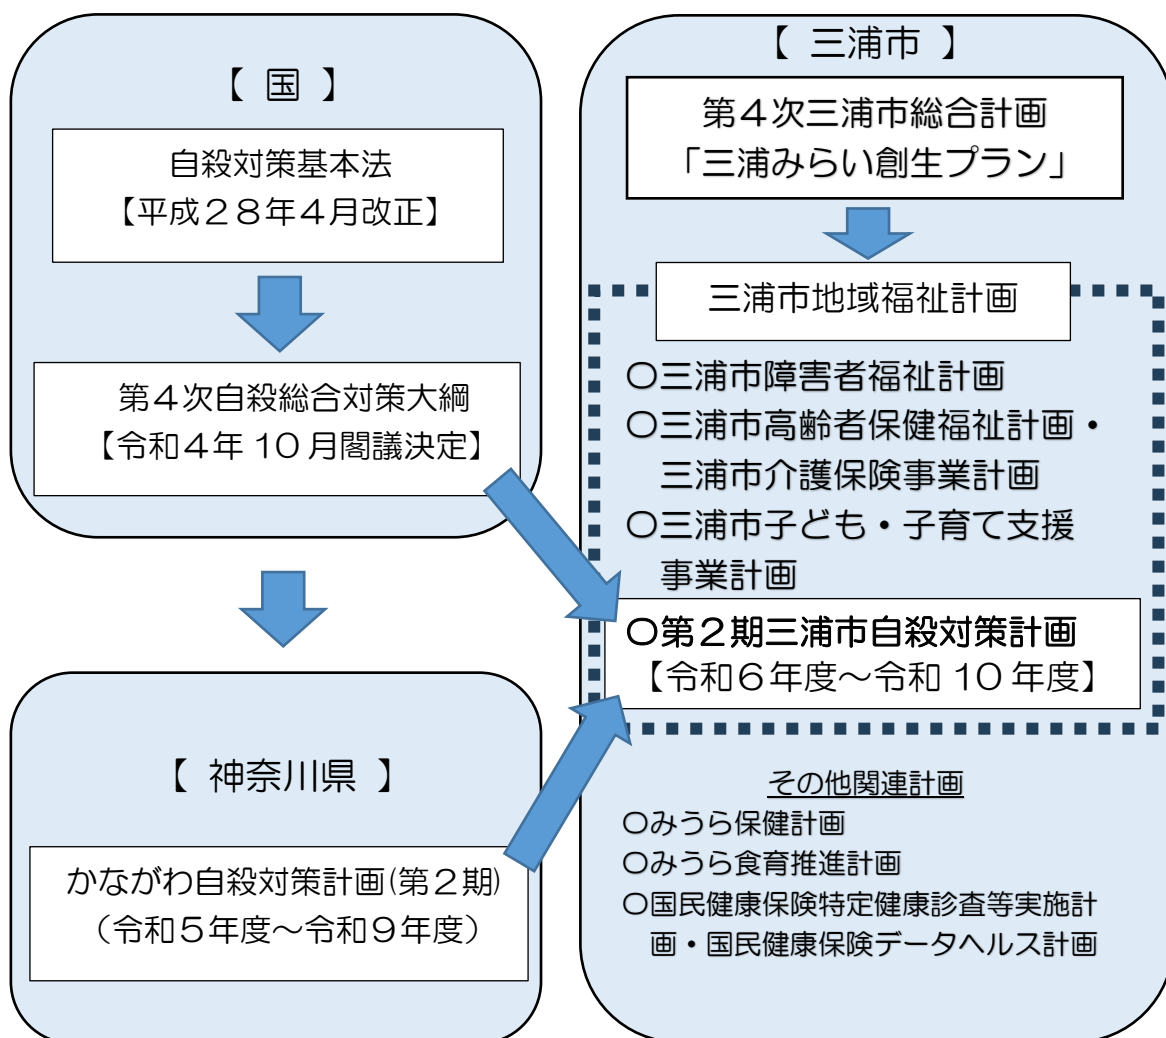 【 国 】
自殺対策基本法
【平成２８年４月改正】
第４次自殺総合対策大綱
【令和４年 10 月閣議決定】
【 神奈川県 】
かながわ自殺対策計画(第２期)
（令和５年度～令和９年度）
【 三浦市 】
第４次三浦市総合計画
「三浦みらい創生プラン」
三浦市地域福祉計画
〇三浦市障害者福祉計画
〇三浦市高齢者保健福祉計画・
三浦市介護保険事業計画
〇三浦市子ども・子育て支援
事業計画
〇第２期三浦市自殺対策計画
【令和６年度～令和 10 年度】
その他関連計画
〇みうら保健計画
〇みうら食育推進計画
〇国民健康保険特定健康診査等実施計
画・国民健康保険データヘルス計画